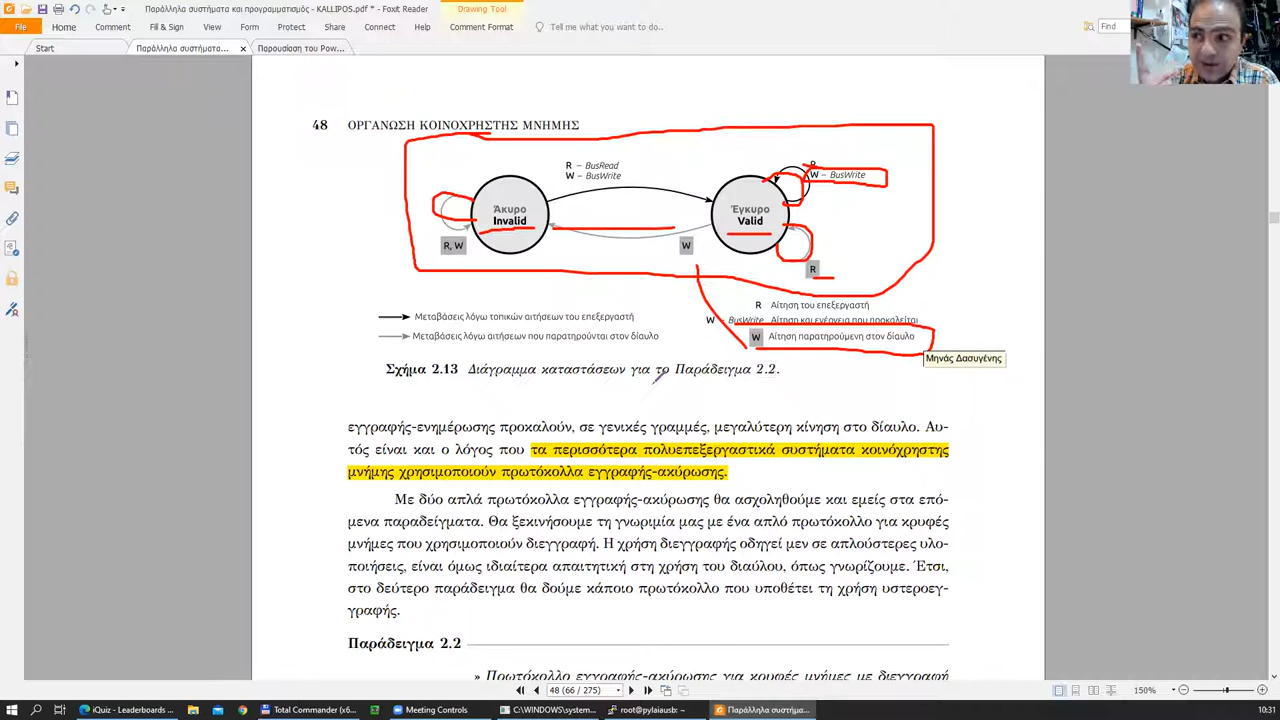 Παράλληλα συστήματα και προγραμματισμός - KALLIPOS.pdf * - Foxit Reader
Drawing Tool
File Home Comment Fill & Sign View Form Protect Share Connect Help Comment Format Tell me what you want to do... Find
Start Παράλληλα συστήματα... Παρουσίαση του Pow...
48 ΟΡΓΑΝΩΣΗ ΚΟΙΝΟΧΡΗΣΤΗΣ ΜΝΗΜΗΣ
R – BusRead
W – BusWrite
R
W – BusWrite
Άκυρο
Invalid
Έγκυρο
Valid
R, W
W
R
R Αίτηση του επεξεργαστή
Μεταβάσεις λόγω τοπικών αιτήσεων του επεξεργαστή
W – BusWrite Αίτηση και ενέργεια που προκαλείται
Μεταβάσεις λόγω αιτήσεων που παρατηρούνται στον δίαυλο
W Αίτηση παρατηρούμενη στον δίαυλο
Μηνάς Δασυγένης
Σχήμα 2.13 Διάγραμμα καταστάσεων για το Παράδειγμα 2.2.
εγγραφής-ενημέρωσης προκαλούν, σε γενικές γραμμές, μεγαλύτερη κίνηση στο δίαυλο. Αυ-
τός είναι και ο λόγος που τα περισσότερα πολυεπεξεργαστικά συστήματα κοινόχρηστης
μνήμης χρησιμοποιούν πρωτόκολλα εγγραφής-ακύρωσης.
Με δύο απλά πρωτόκολλα εγγραφής-ακύρωσης θα ασχοληθούμε και εμείς στα επό-
μενα παραδείγματα. Θα ξεκινήσουμε τη γνωριμία μας με ένα απλό πρωτόκολλο για κρυφές
μνήμες που χρησιμοποιούν διεγγραφή. Η χρήση διεγγραφής οδηγεί μεν σε απλούστερες υλο-
ποιήσεις, είναι όμως ιδιαίτερα απαιτητική στη χρήση του διαύλου, όπως γνωρίζουμε. Έτσι,
στο δεύτερο παράδειγμα θα δούμε κάποιο πρωτόκολλο που υποθέτει τη χρήση υστεροεγ-
γραφής.
Παράδειγμα 2.2
» Πρωτόκολλο εγγραφής-ακύρωσης για κρυφές μνήμες με διεγγραφή
48 (66 / 275)
150%
iQuiz - Leaderboards ... Total Commander (x6... Meeting Controls C:\WINDOWS\system... root@pylaiausb: ~ Παράλληλα συστήμα... 10:31